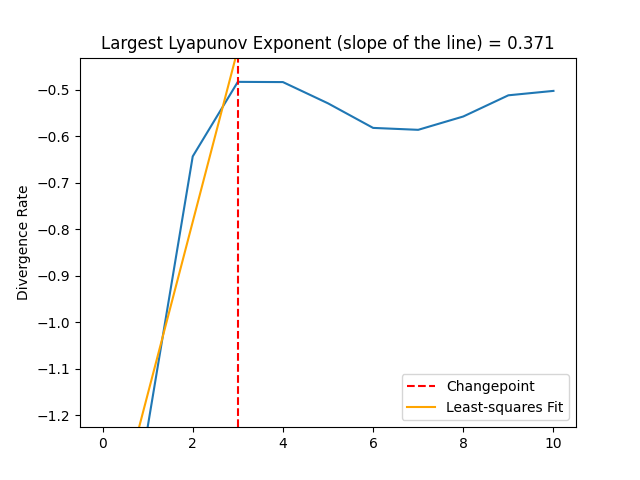 Largest Lyapunov Exponent (slope of the line) = 0.371
Divergence Rate
−0.5
−0.6
−0.7
−0.8
−0.9
−1.0
−1.1
−1.2
0 2 4 6 8 10
Changepoint
Least-squares Fit